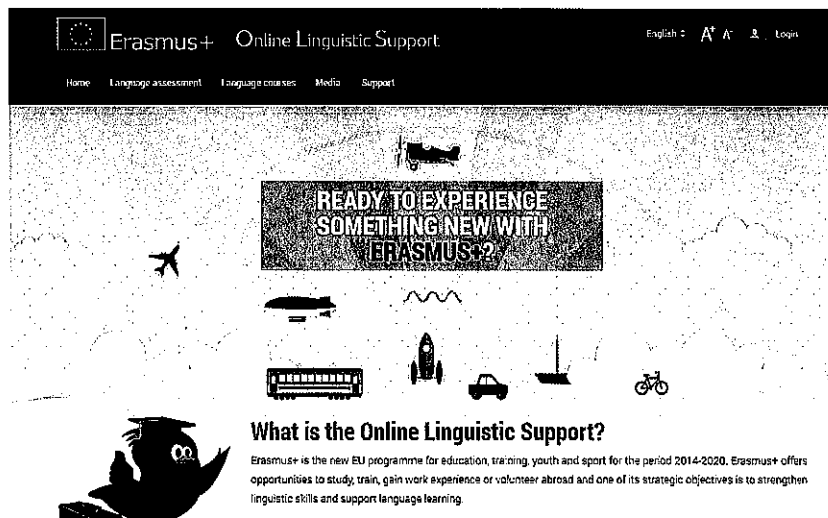 Erasmus+ Online Linguistic Support
English A+ A- Login
Home Language assessment Language courses Media Support
READY TO EXPERIENCE
SOMETHING NEW WITH
ERASMUS+?
What is the Online Linguistic Support?
Erasmus+ is the new EU programme for education, training, youth and sport for the period 2014-2020. Erasmus+ offers
opportunities to study, train, gain work experience or volunteer abroad and one of its strategic objectives is to strengthen
linguistic skills and support language learning.